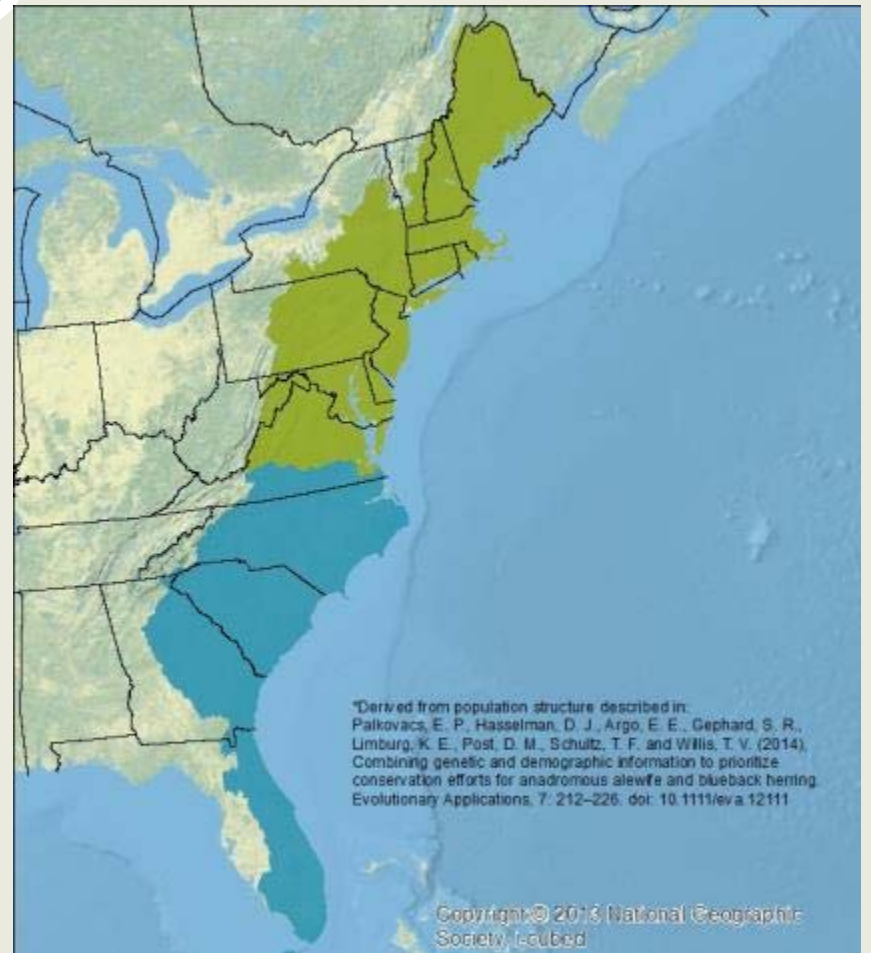 *Derived from population structure described in:
Palkovacs, E. P., Hasselman, D. J., Argo, E. E., Gephard, S. R.,
Limburg, K. E., Post, D. M., Schultz, T. F. and Willis, T. V. (2014),
Combining genetic and demographic information to prioritize
conservation efforts for anadromous alewife and blueback herring.
Evolutionary Applications, 7: 212–226. doi: 10.1111/eva.12111
Copyright:© 2013 National Geographic
Society, i-cubed